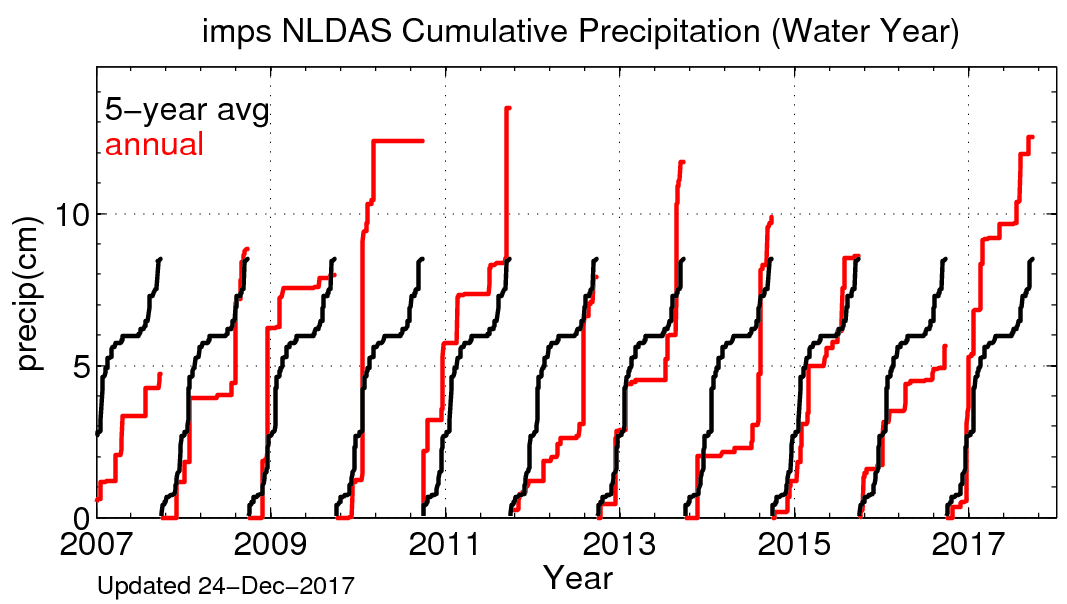 imps NLDAS Cumulative Precipitation (Water Year)
5−year avg
annual
precip(cm)
10
5
0
2007 2009 2011 2013 2015 2017
Year
Updated 24−Dec−2017